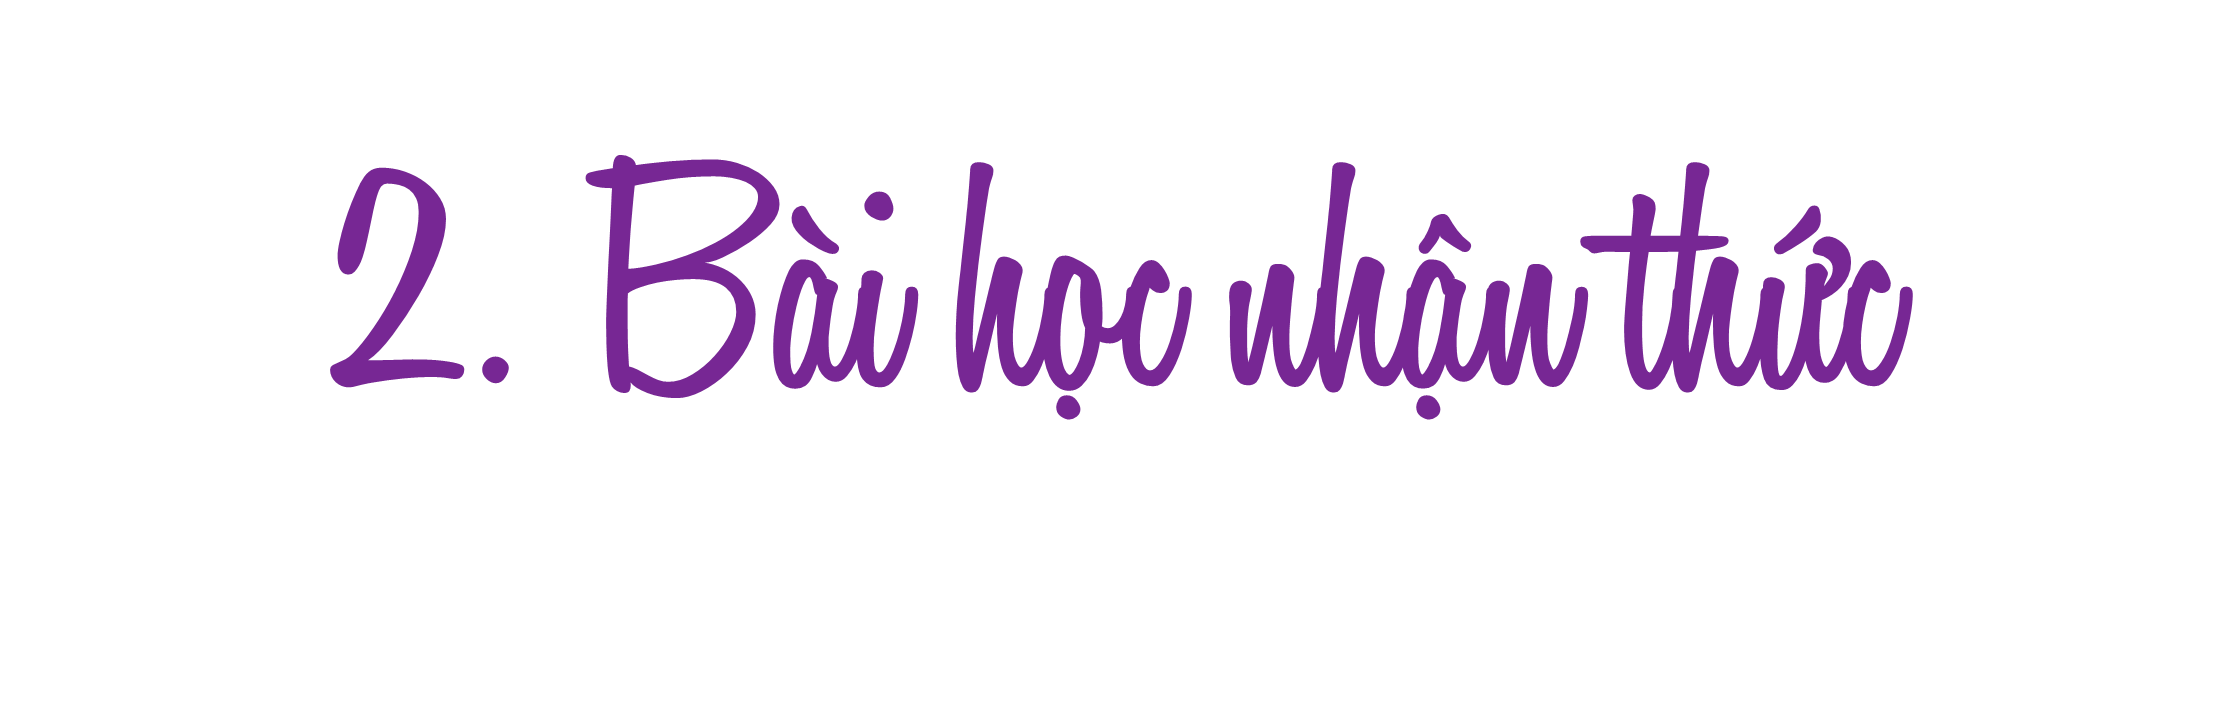 2. Bài học nhận thức